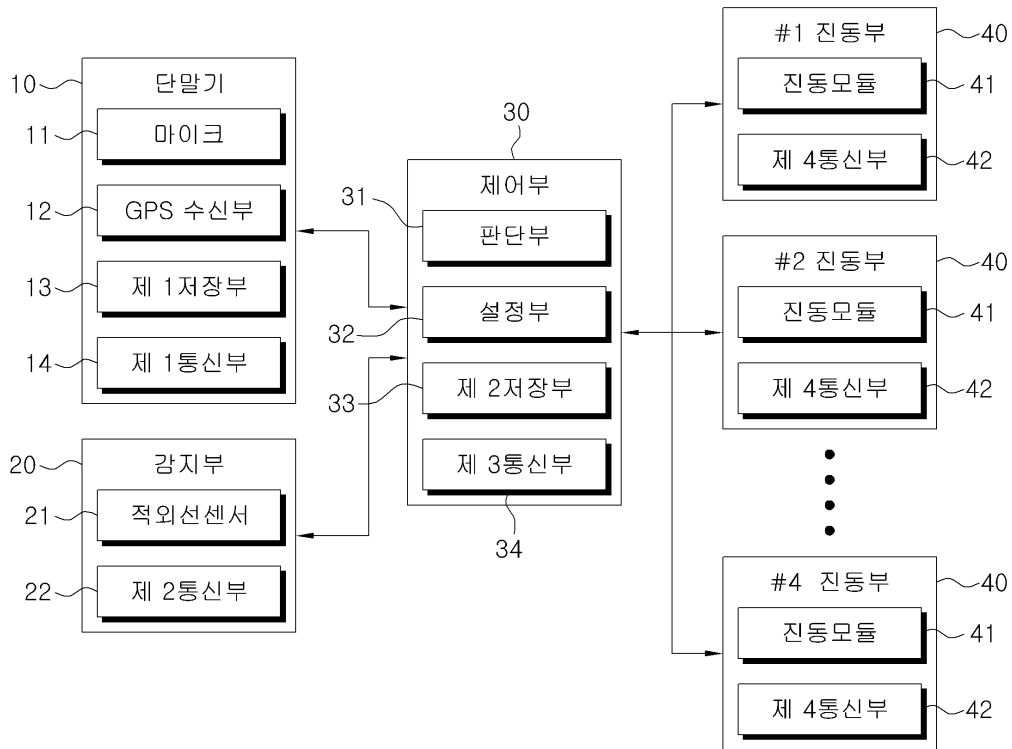 10
단말기
11
마이크
12
GPS 수신부
13
제 1저장부
14
제 1통신부
20
감지부
21
적외선센서
22
제 2통신부
30
제어부
31
판단부
32
설정부
33
제 2저장부
제 3통신부
34
#1 진동부
40
진동모듈
41
제 4통신부
42
#2 진동부
40
진동모듈
41
제 4통신부
42
#4 진동부
40
진동모듈
41
제 4통신부
42